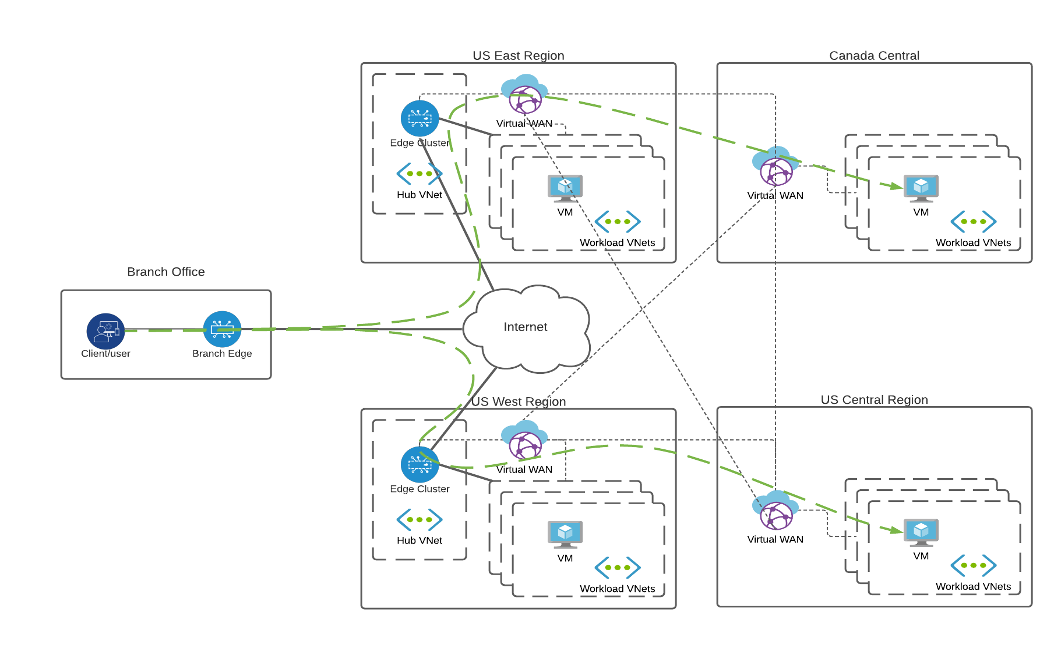 US East Region
Canada Central
Virtual WAN
Edge Cluster
Hub VNet
VM
Workload VNets
Virtual WAN
VM
Workload VNets
Branch Office
Client/user
Branch Edge
Internet
US West Region
US Central Region
Virtual WAN
Edge Cluster
Hub VNet
VM
Workload VNets
Virtual WAN
VM
Workload VNets